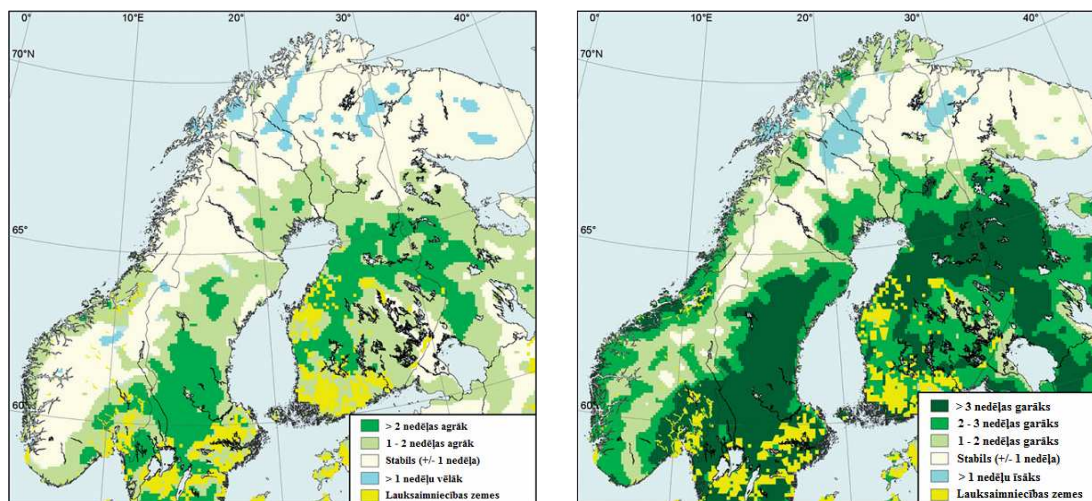 0° 10°E 20° 30° 40°
70°N
65°
60°
> 2 nedēļas agrāk
1 - 2 nedēļas agrāk
Stabils (+/- 1 nedēļa)
> 1 nedēļu vēlāk
Lauksaimniecības zemes
0° 10°E 20° 30° 40°
70°N
65°
60°
> 3 nedēļas garāks
2 - 3 nedēļas garāks
1 - 2 nedēļas garāks
Stabils (+/- 1 nedēļa)
> 1 nedēļu īsāks
Lauksaimniecības zemes